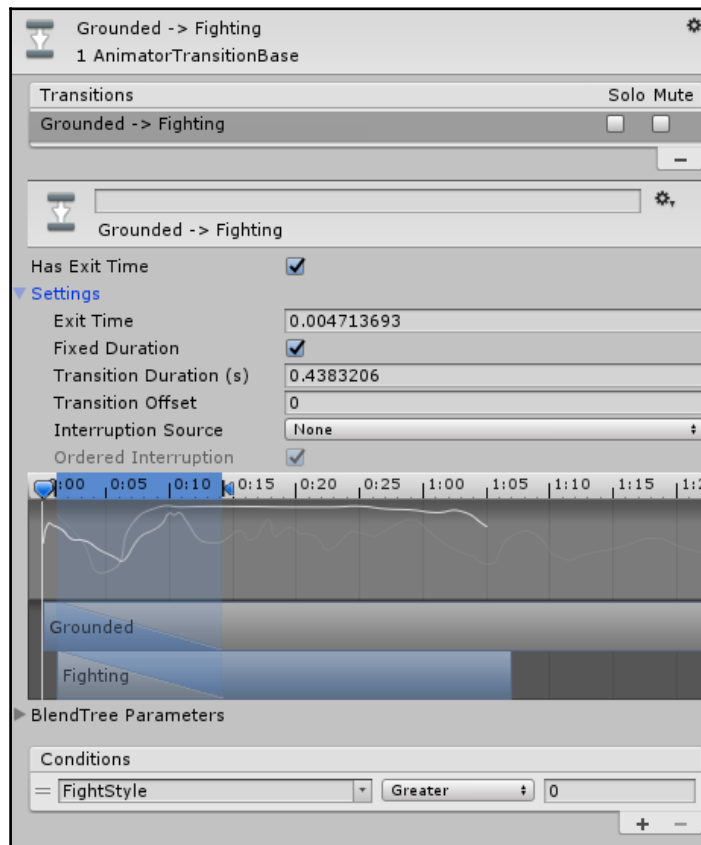 Grounded -> Fighting
1 AnimatorTransitionBase
Transitions Solo Mute
Grounded -> Fighting
Grounded -> Fighting
Has Exit Time
Settings
Exit Time 0.004713693
Fixed Duration
Transition Duration (s) 0.4383206
Transition Offset 0
Interruption Source None
Ordered Interruption
0:05 0:10 0:15 0:20 0:25 1:00 1:05 1:10 1:15
Grounded
Fighting
BlendTree Parameters
Conditions
FightStyle Greater 0